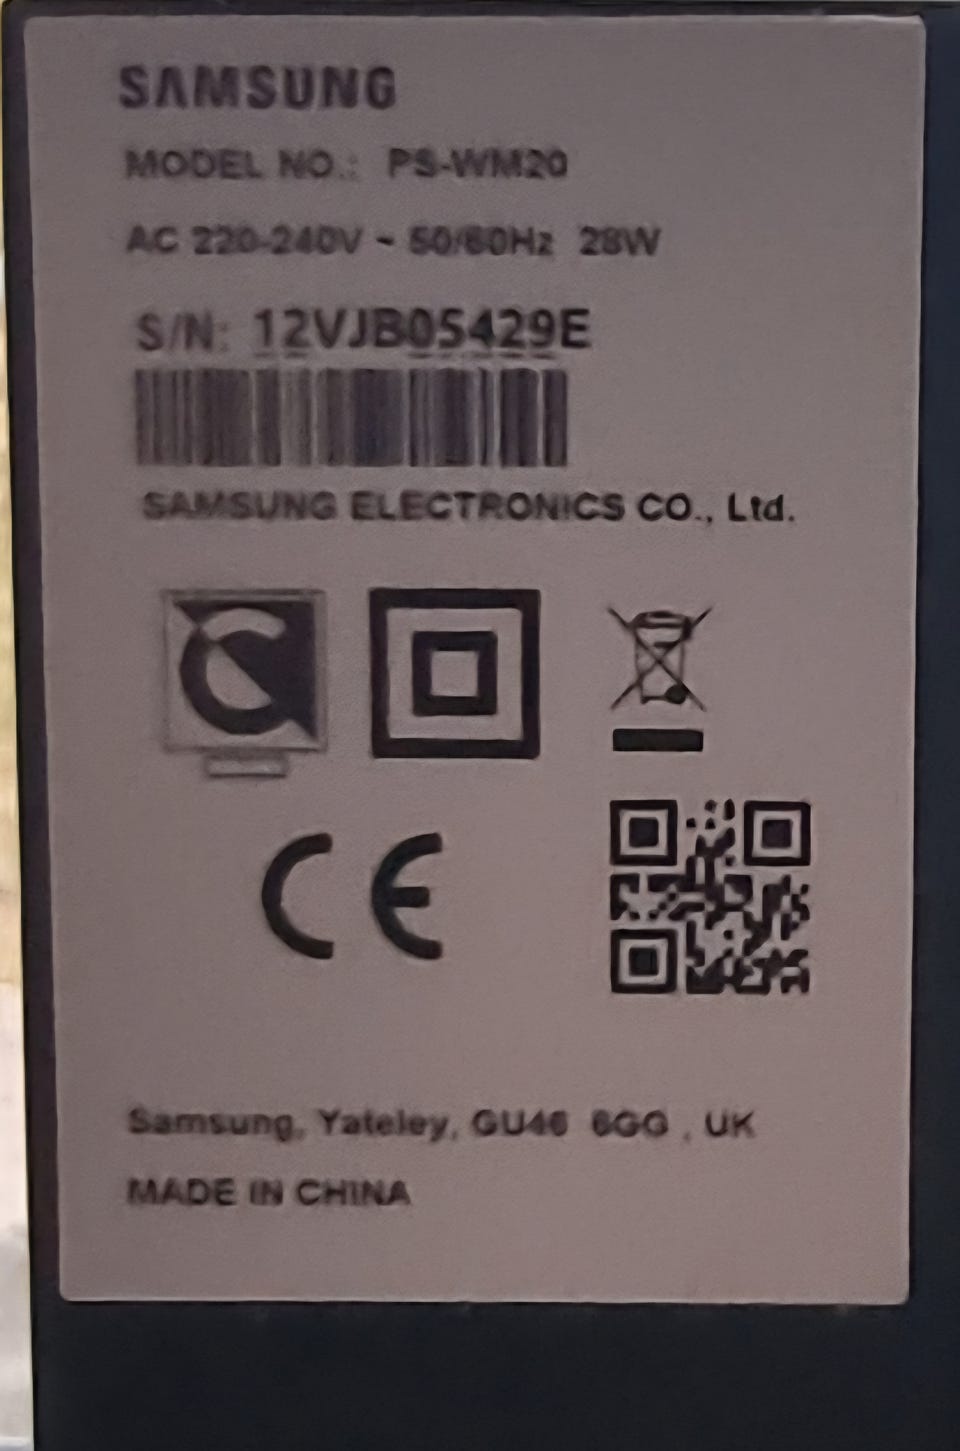 SAMSUNG
MODEL NO.: PS-WM20
AC 220-240V ~ 50/60Hz 28W
S/N: 12VJB05429E
SAMSUNG ELECTRONICS CO., Ltd.
CE
Samsung, Yateley, GU46 6GG , UK
MADE IN CHINA